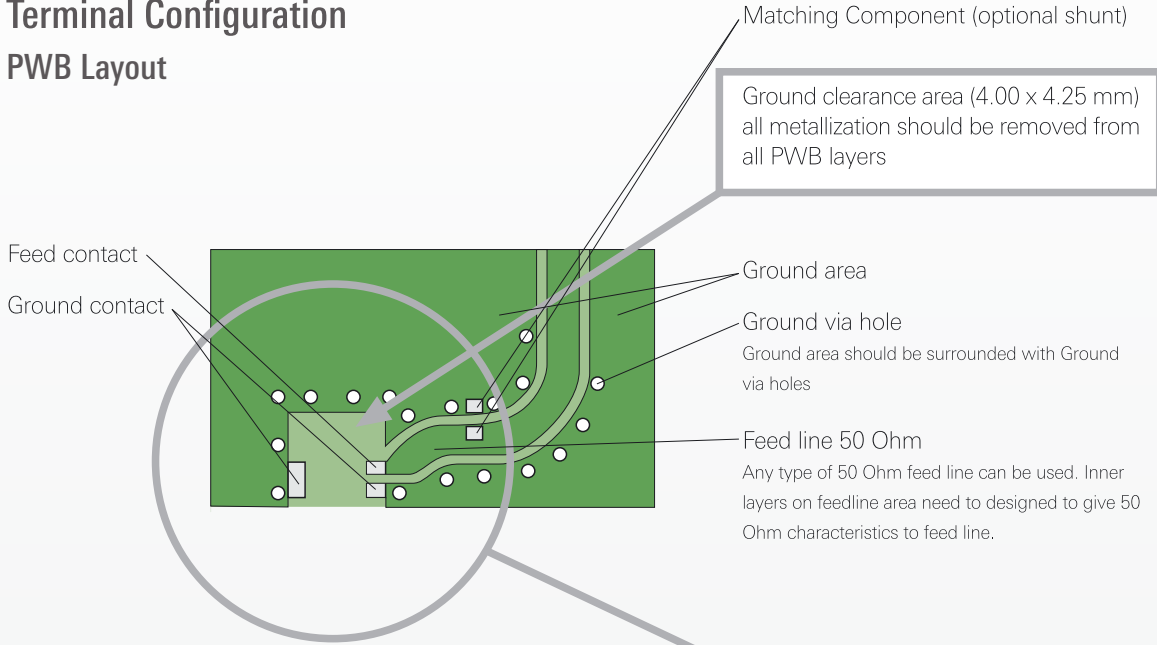 Terminal Configuration
PWB Layout
Matching Component (optional shunt)
Ground clearance area (4.00 x 4.25 mm)
all metallization should be removed from
all PWB layers
Feed contact
Ground contact
Ground area
Ground via hole
Ground area should be surrounded with Ground
via holes
Feed line 50 Ohm
Any type of 50 Ohm feed line can be used. Inner
layers on feedline area need to designed to give 50
Ohm characteristics to feed line.